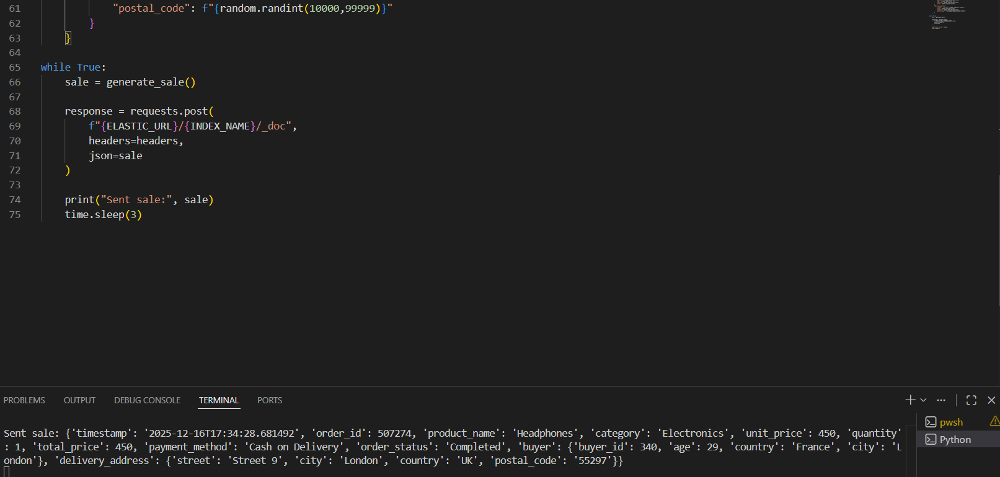 61             "postal_code": f"{random.randint(10000,99999)}"
62         }
63     }
64
65 while True:
66     sale = generate_sale()
67
68     response = requests.post(
69         f"{ELASTIC_URL}/{INDEX_NAME}/_doc",
70         headers=headers,
71         json=sale
72     )
73
74     print("Sent sale:", sale)
75     time.sleep(3)
PROBLEMS OUTPUT DEBUG CONSOLE TERMINAL PORTS
Sent sale: {'timestamp': '2025-12-16T17:34:28.681492', 'order_id': 507274, 'product_name': 'Headphones', 'category': 'Electronics', 'unit_price': 450, 'quantity'
: 1, 'total_price': 450, 'payment_method': 'Cash on Delivery', 'order_status': 'Completed', 'buyer': {'buyer_id': 340, 'age': 29, 'country': 'France', 'city': 'L
ondon'}, 'delivery_address': {'street': 'Street 9', 'city': 'London', 'country': 'UK', 'postal_code': '55297'}}
pwsh
Python